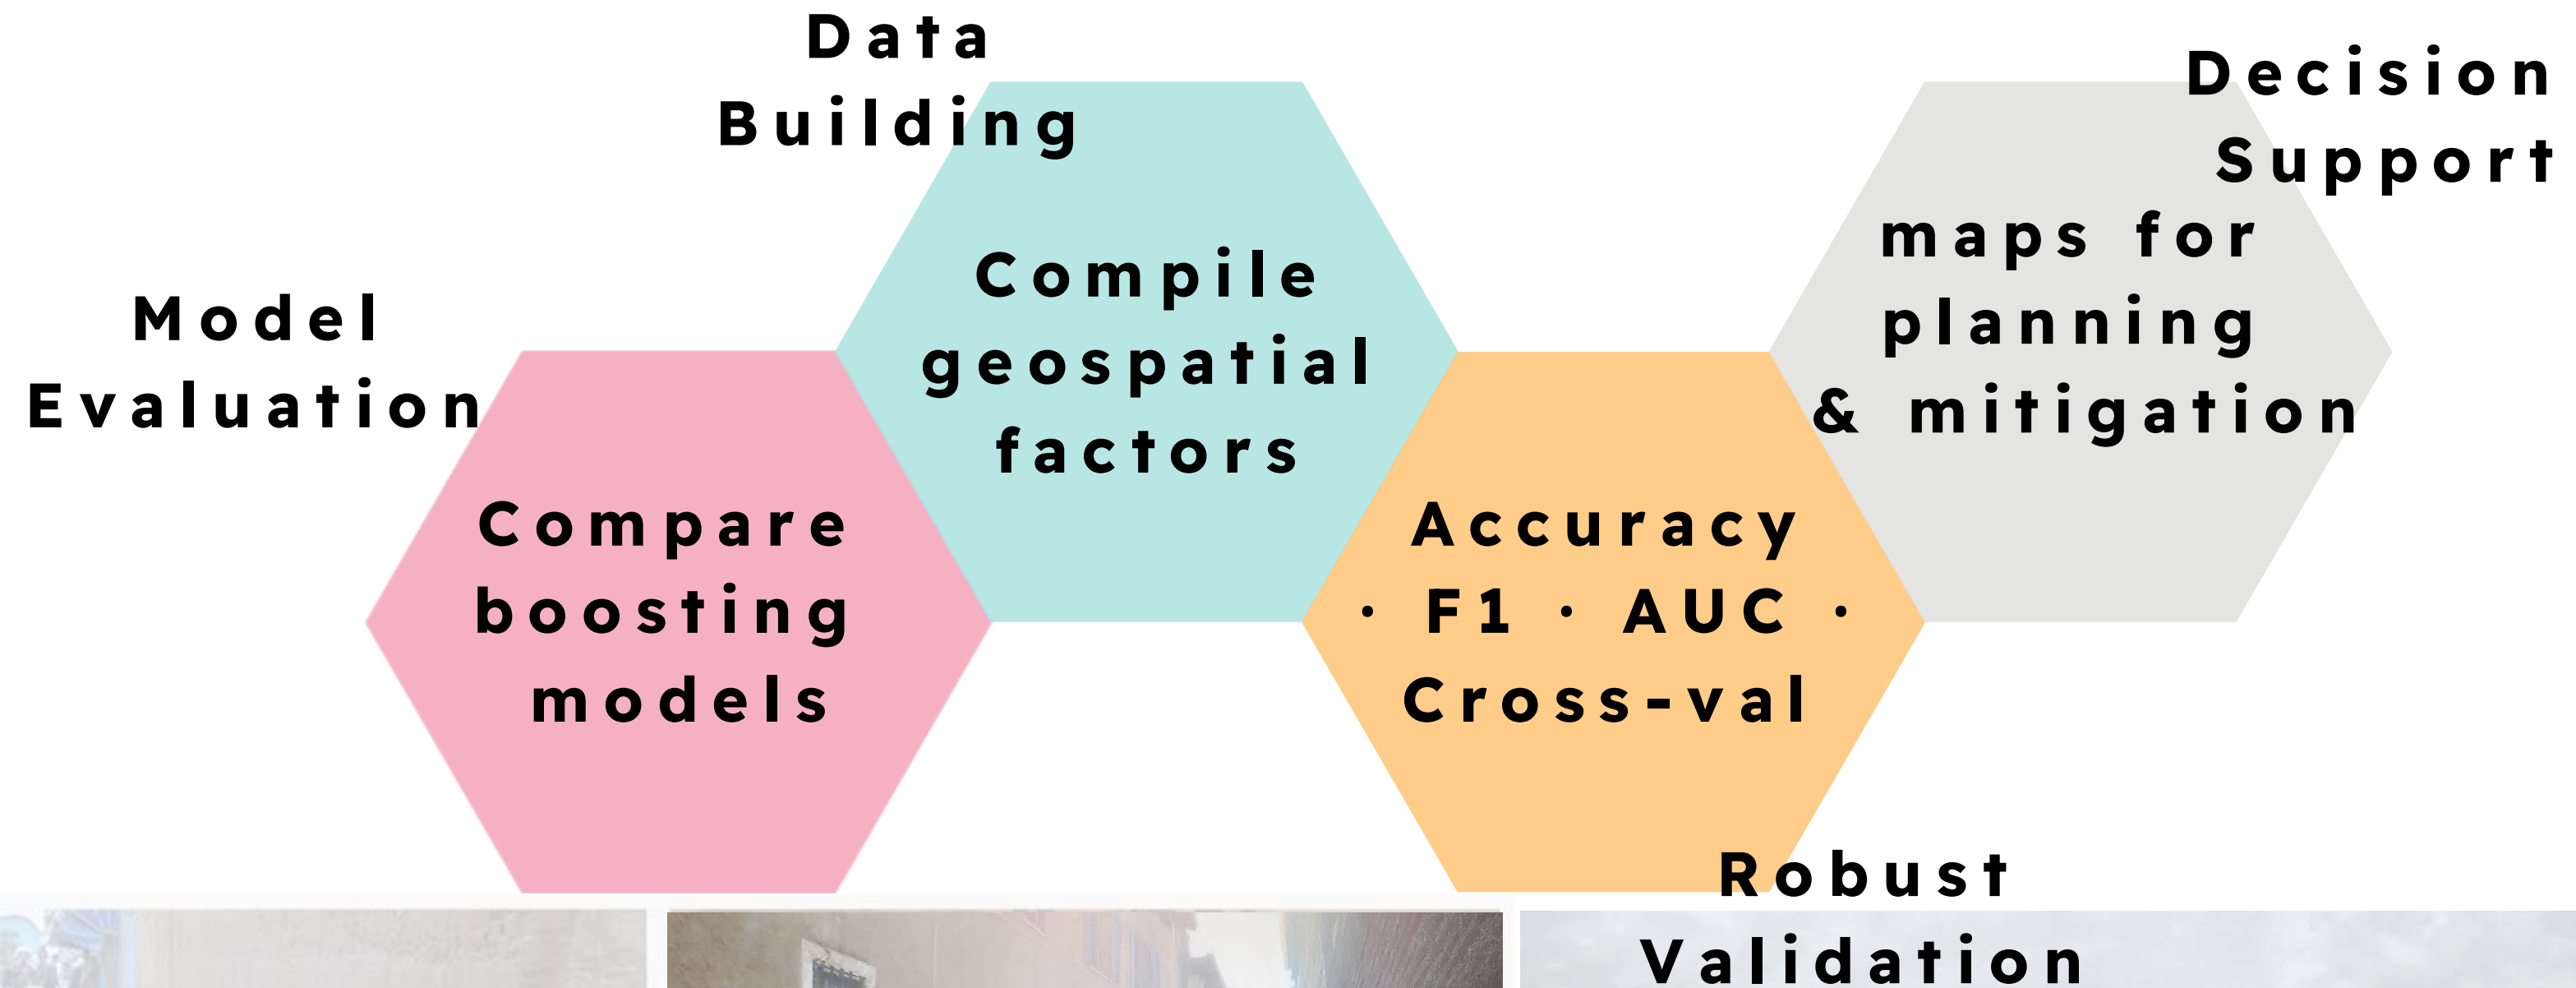 Model
Evaluation
Compare
boosting
models
Data
Building
Compile
geospatial
factors
Accuracy
· F1 · AUC ·
Cross-val
Robust
Validation
Decision
Support
maps for
planning
& mitigation